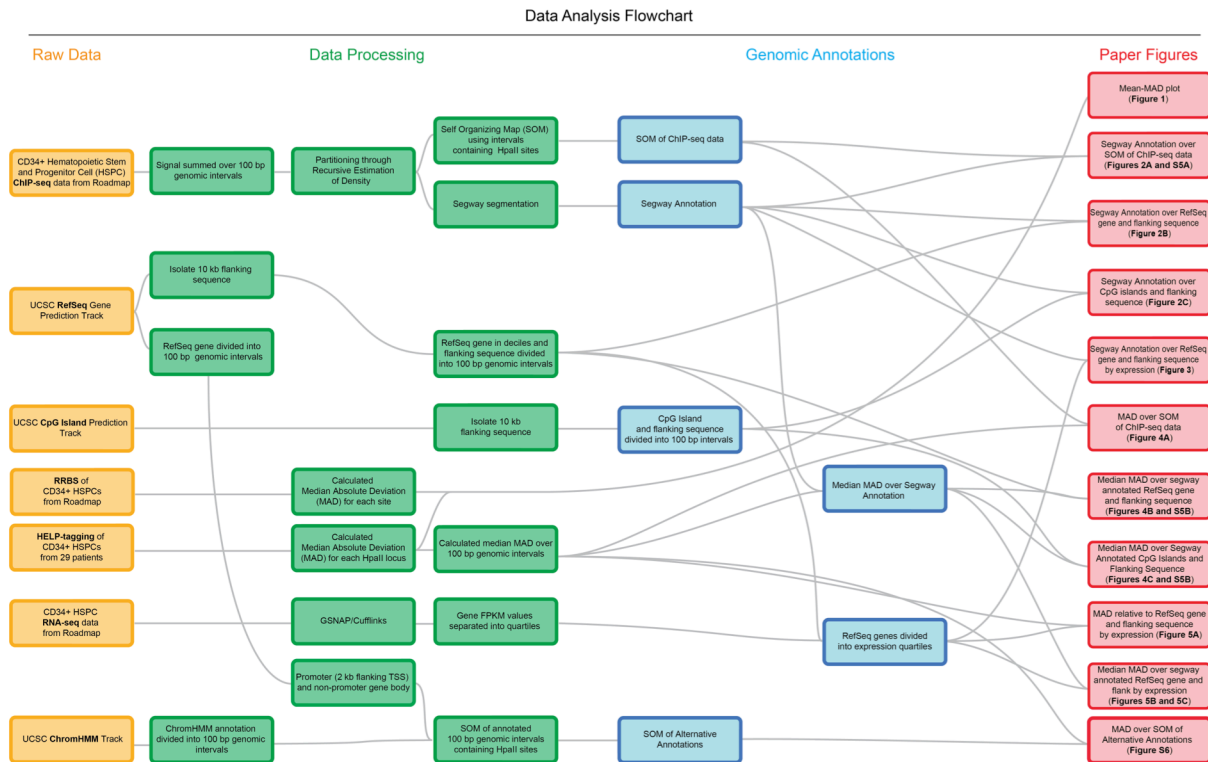 Data Analysis Flowchart
Raw Data
Data Processing
Genomic Annotations
Paper Figures
CD34+ Hematopoietic Stem
and Progenitor Cell (HSPC)
ChIP-seq data from Roadmap
UCSC RefSeq Gene
Prediction Track
UCSC CpG Island Prediction
Track
RRBS of
CD34+ HSPCs
from Roadmap
HELP-tagging of
CD34+ HSPCs
from 29 patients
CD34+ HSPC
RNA-seq data
from Roadmap
UCSC ChromHMM Track
Signal summed over 100 bp
genomic intervals
Isolate 10 kb flanking
sequence
RefSeq gene divided into
100 bp genomic intervals
ChromHMM annotation
divided into 100 bp genomic
intervals
Partitioning through
Recursive Estimation
of Density
Calculated
Median Absolute Deviation
(MAD) for each site
Calculated
Median Absolute Deviation
(MAD) for each HpaII locus
GSNAP/Cufflinks
Promoter (2 kb flanking TSS)
and non-promoter gene body
Self Organizing Map (SOM)
using intervals
containing HpaII sites
Segway segmentation
RefSeq gene in deciles and
flanking sequence divided
into 100 bp genomic intervals
Isolate 10 kb
flanking sequence
Calculated median MAD over
100 bp genomic intervals
Gene FPKM values
separated into quartiles
SOM of annotated
100 bp genomic intervals
containing HpaII sites
SOM of ChIP-seq data
Segway Annotation
CpG Island
and flanking sequence
divided into 100 bp intervals
SOM of Alternative
Annotations
Median MAD over Segway
Annotation
RefSeq genes divided
into expression quartiles
Mean-MAD plot
(Figure 1)
Segway Annotation over
SOM of ChIP-seq data
(Figures 2A and S5A)
Segway Annotation over RefSeq
gene and flanking sequence
(Figure 2B)
Segway Annotation over
CpG islands and flanking
sequence (Figure 2C)
Segway Annotation over RefSeq
gene and flanking sequence
by expression (Figure 3)
MAD over SOM
of ChIP-seq data
(Figure 4A)
Median MAD over segway
annotated RefSeq gene
and flanking sequence
(Figures 4B and S5B)
Median MAD over Segway
Annotated CpG Islands and
Flanking Sequence
(Figures 4C and S5B)
MAD relative to RefSeq gene
and flanking sequence
by expression (Figure 5A)
Median MAD over segway
annotated RefSeq gene and
flank by expression
(Figures 5B and 5C)
MAD over SOM of
Alternative Annotations
(Figure S6)